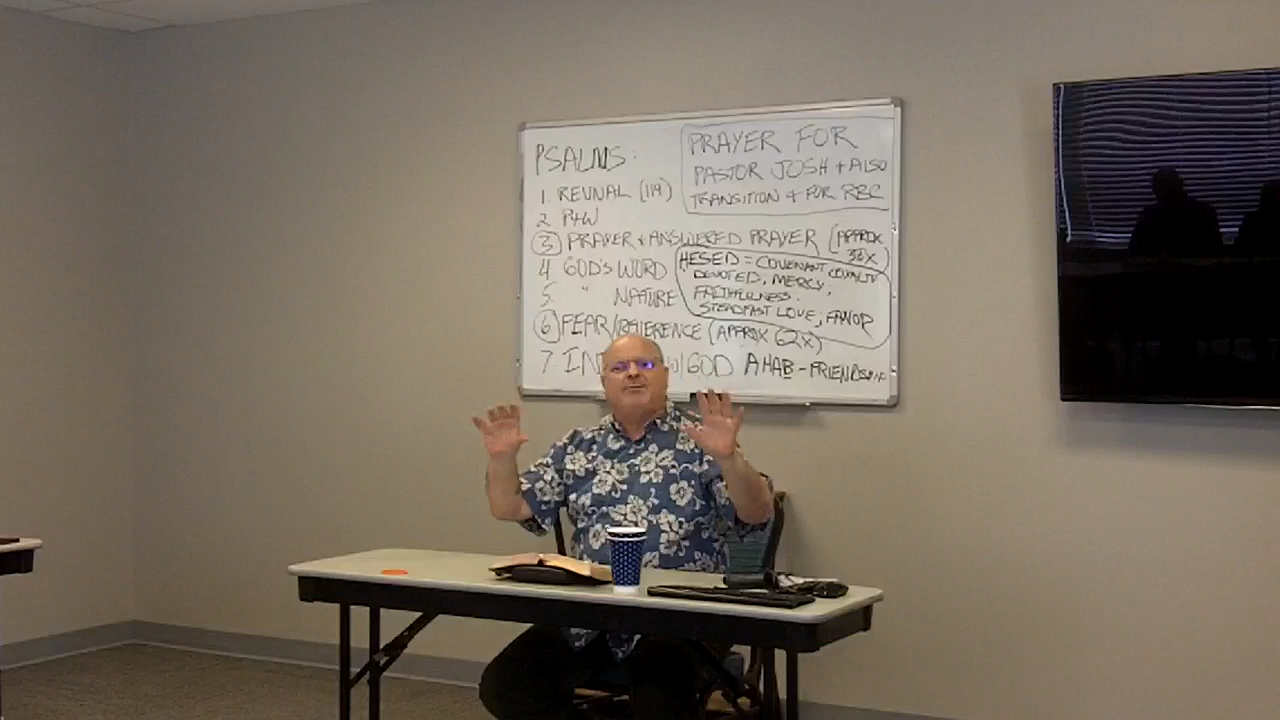 PSALMS:
1. REVIVAL (119)
2 P+W
3 PRAYER + ANSWERED PRAYER (APPROX
32X)
4 GOD'S WORD
5. " NATURE
6 FEAR/REVERENCE (APPROX 62X)
7 IN W/GOD AHAB - FRIENDSHIP
PRAYER FOR
PASTOR JOSH + ALSO
TRANSITION + FOR RBC
HESED = COVENANT LOYALTY
DEVOTED, MERCY,
FAITHFULNESS.
STEADFAST LOVE, FAVOR